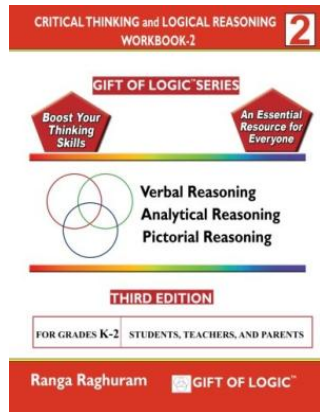 CRITICAL THINKING and LOGICAL REASONING
WORKBOOK-2
2
GIFT OF LOGIC™SERIES
Boost Your
Thinking
Skills
An Essential
Resource for
Everyone
Verbal Reasoning
Analytical Reasoning
Pictorial Reasoning
THIRD EDITION
FOR GRADES K-2 STUDENTS, TEACHERS, AND PARENTS
Ranga Raghuram GIFT OF LOGIC™